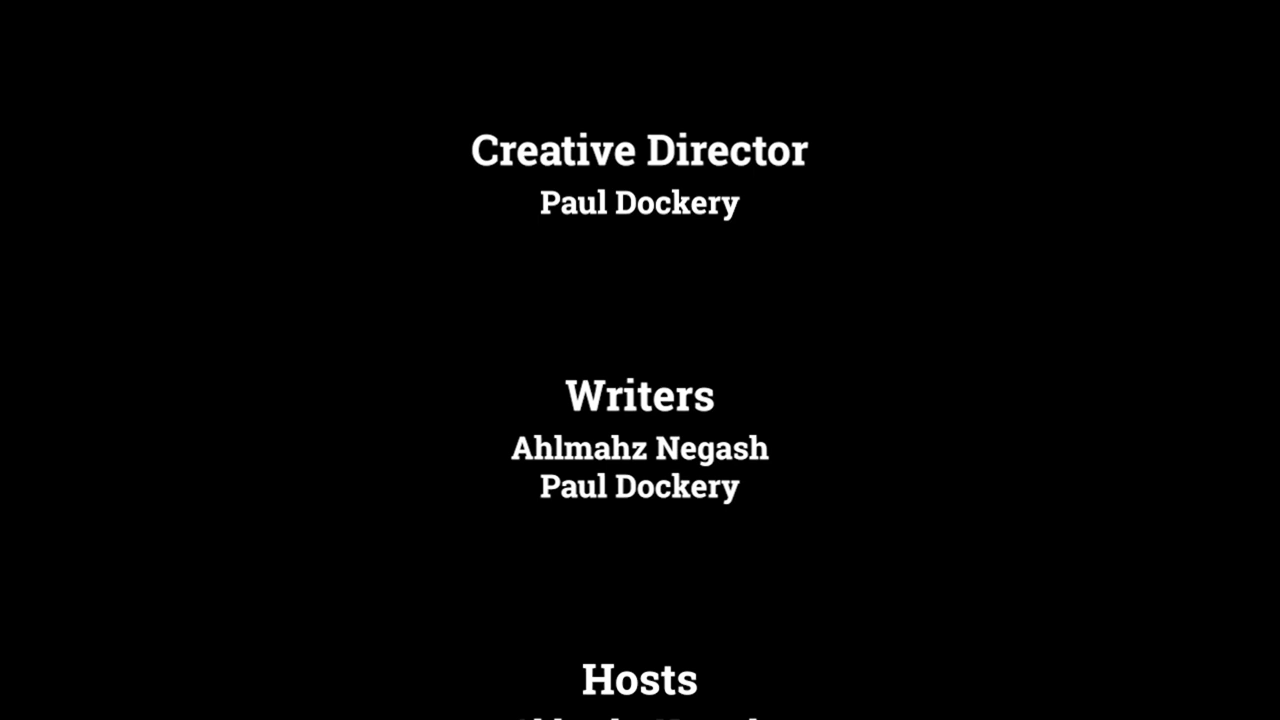 Creative Director
Paul Dockery
Writers
Ahlmahz Negash
Paul Dockery
Hosts